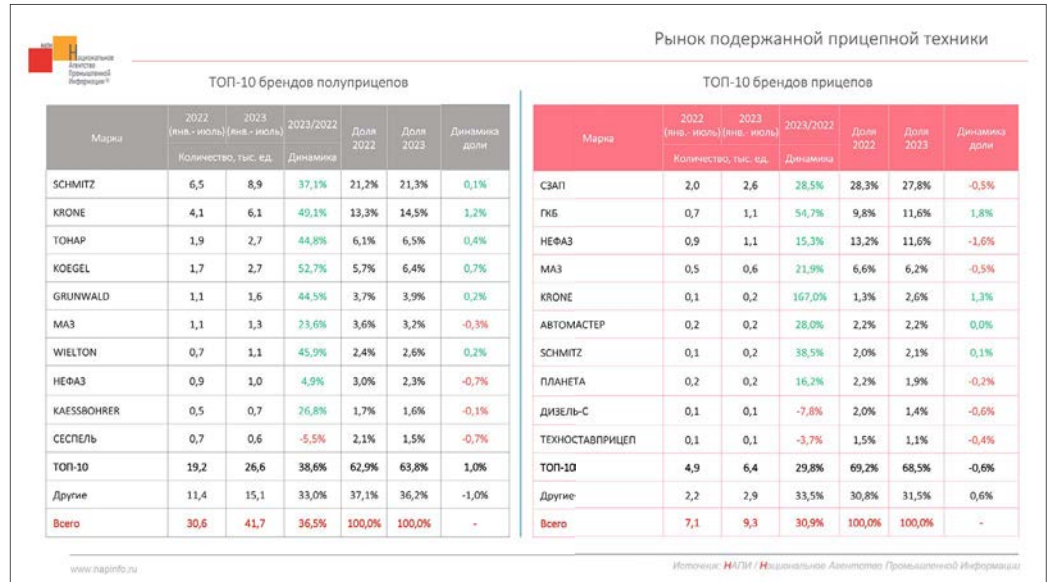 Рынок подержанной прицепной техники
НАПИ
Национальное
Агентство
Промышленной
Информации
ТОП-10 брендов полуприцепов
Марка 2022 (янв.- июль) 2023 (янв.- июль) 2023/2022 Доля 2022 Доля 2023 Динамика доли
Количество, тыс. ед. Динамика
SCHMITZ 6,5 8,9 37,1% 21,2% 21,3% 0,1%
KRONE 4,1 6,1 49,1% 13,3% 14,5% 1,2%
ТОНАР 1,9 2,7 44,8% 6,1% 6,5% 0,4%
KOEGEL 1,7 2,7 52,7% 5,7% 6,4% 0,7%
GRUNWALD 1,1 1,6 44,5% 3,7% 3,9% 0,2%
МАЗ 1,1 1,3 23,6% 3,6% 3,2% -0,3%
WIELTON 0,7 1,1 45,9% 2,4% 2,6% 0,2%
НЕФАЗ 0,9 1,0 4,9% 3,0% 2,3% -0,7%
KAESSBOHRER 0,5 0,7 26,8% 1,7% 1,6% -0,1%
СЕСПЕЛЬ 0,7 0,6 -5,5% 2,1% 1,5% -0,7%
ТОП-10 19,2 26,6 38,6% 62,9% 63,8% 1,0%
Другие 11,4 15,1 33,0% 37,1% 36,2% -1,0%
Всего 30,6 41,7 36,5% 100,0% 100,0% -
ТОП-10 брендов прицепов
Марка 2022 (янв.- июль) 2023 (янв.- июль) 2023/2022 Доля 2022 Доля 2023 Динамика доли
Количество, тыс. ед. Динамика
СЗАП 2,0 2,6 28,5% 28,3% 27,8% -0,5%
ГКБ 0,7 1,1 54,7% 9,8% 11,6% 1,8%
НЕФАЗ 0,9 1,1 15,3% 13,2% 11,6% -1,6%
МАЗ 0,5 0,6 21,9% 6,6% 6,2% -0,5%
KRONE 0,1 0,2 167,0% 1,3% 2,6% 1,3%
АВТОМАСТЕР 0,2 0,2 28,0% 2,2% 2,2% 0,0%
SCHMITZ 0,1 0,2 38,5% 2,0% 2,1% 0,1%
ПЛАНЕТА 0,2 0,2 16,2% 2,2% 1,9% -0,2%
ДИЗЕЛЬ-С 0,1 0,1 -7,8% 2,0% 1,4% -0,6%
ТЕХНОСТАВПРИЦЕП 0,1 0,1 -3,7% 1,5% 1,1% -0,4%
ТОП-10 4,9 6,4 29,8% 69,2% 68,5% -0,6%
Другие 2,2 2,9 33,5% 30,8% 31,5% 0,6%
Всего 7,1 9,3 30,9% 100,0% 100,0% -
www.napinfo.ru
Источник: НАПИ / Национальное Агентство Промышленной Информации